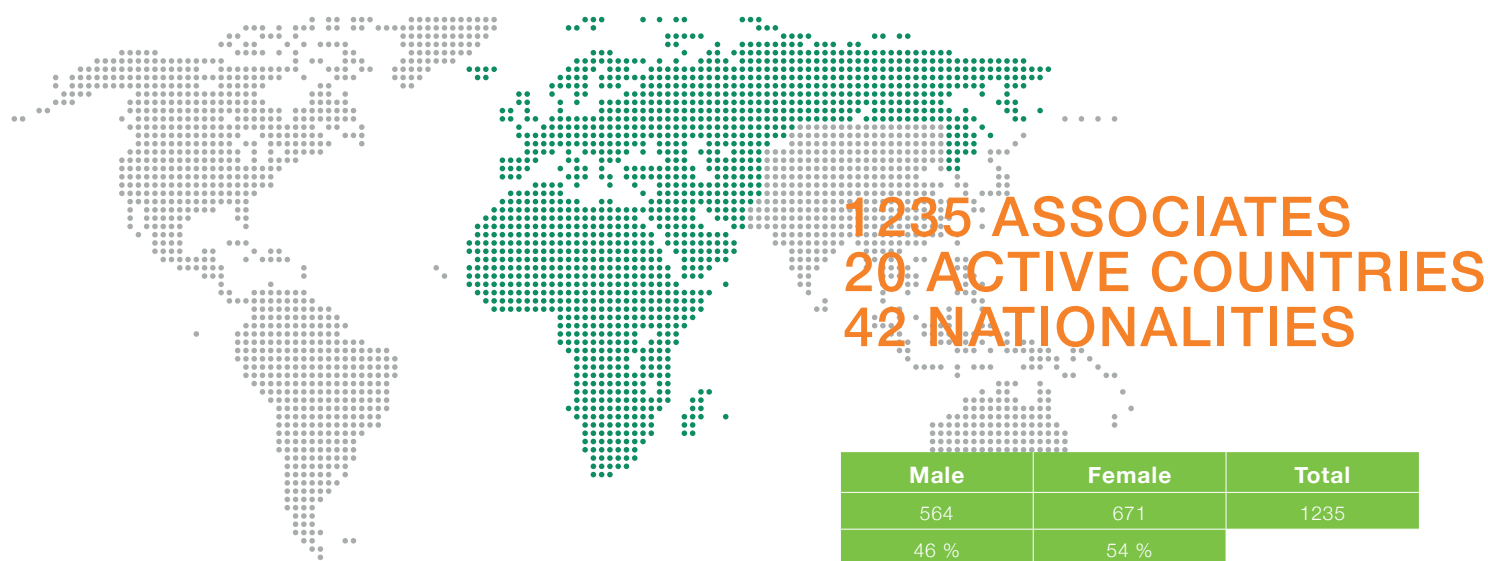 1235 ASSOCIATES
20 ACTIVE COUNTRIES
42 NATIONALITIES
Male Female Total
564 671 1235
46 % 54 %